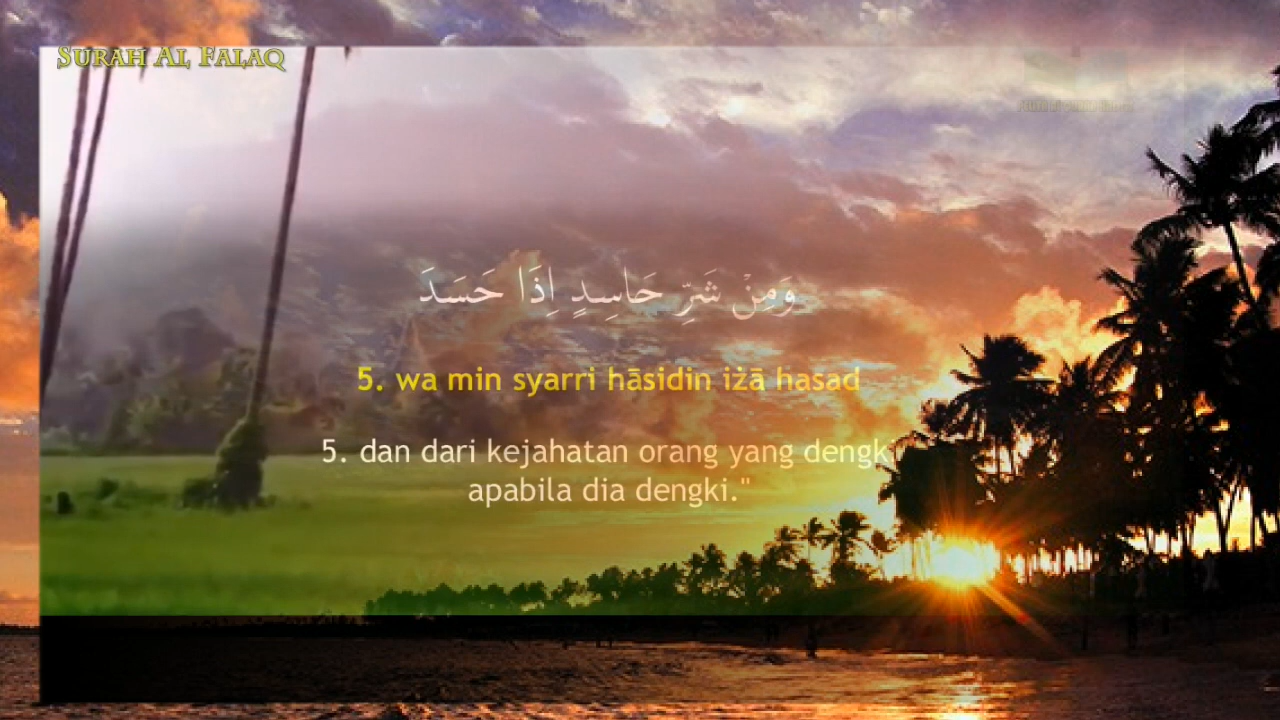 SURAH AL FALAQ
وَمِنْ شَرِّ حَاسِدٍ اِذَا حَسَدَ
5. wa min syarri hāsidin iżā hasad
5. dan dari kejahatan orang yang dengki
apabila dia dengki."